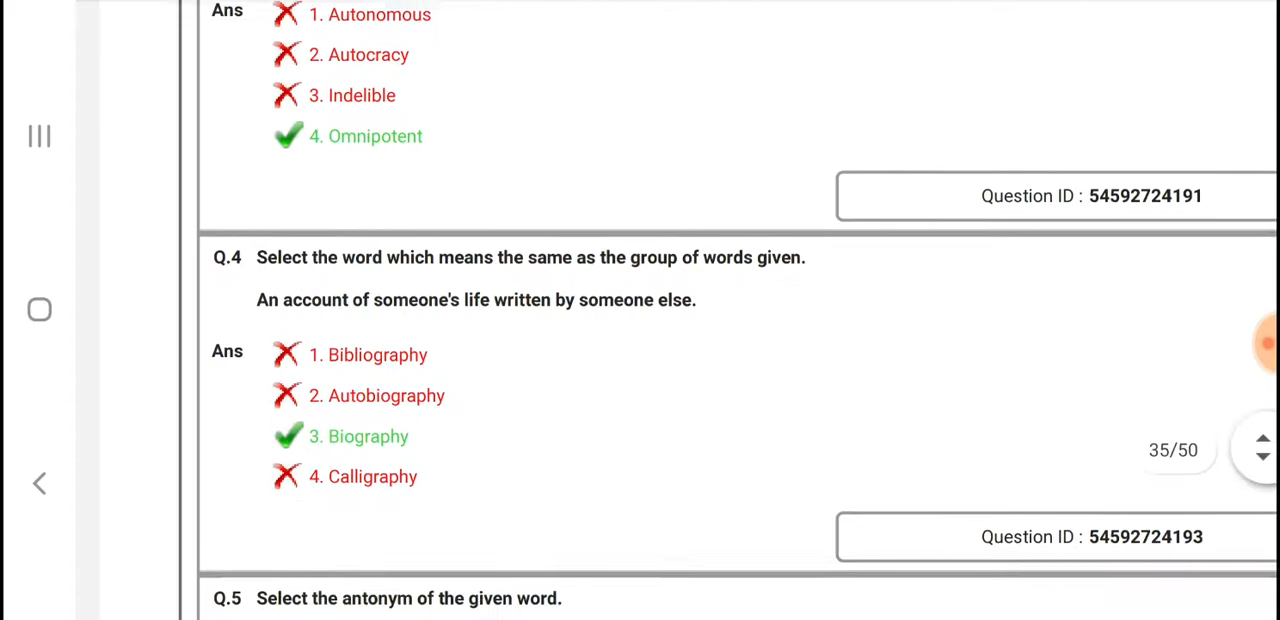 Ans
1. Autonomous
2. Autocracy
3. Indelible
4. Omnipotent
Question ID : 54592724191
Q.4 Select the word which means the same as the group of words given.
An account of someone's life written by someone else.
Ans
1. Bibliography
2. Autobiography
3. Biography
4. Calligraphy
35/50
Question ID : 54592724193
Q.5 Select the antonym of the given word.